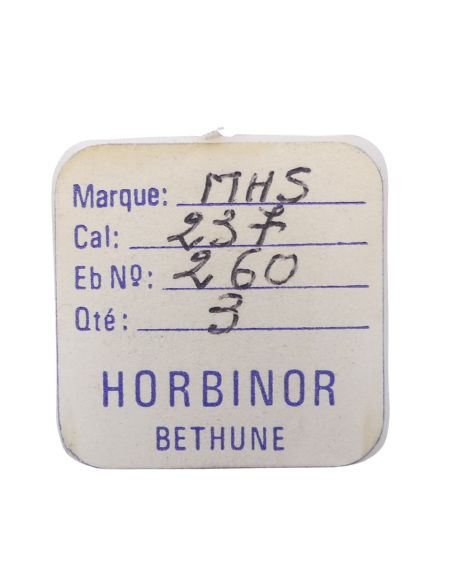 Marque: MHS
Cal: 237
Eb Nº: 260
Qté: 3
HORBINOR
BETHUNE